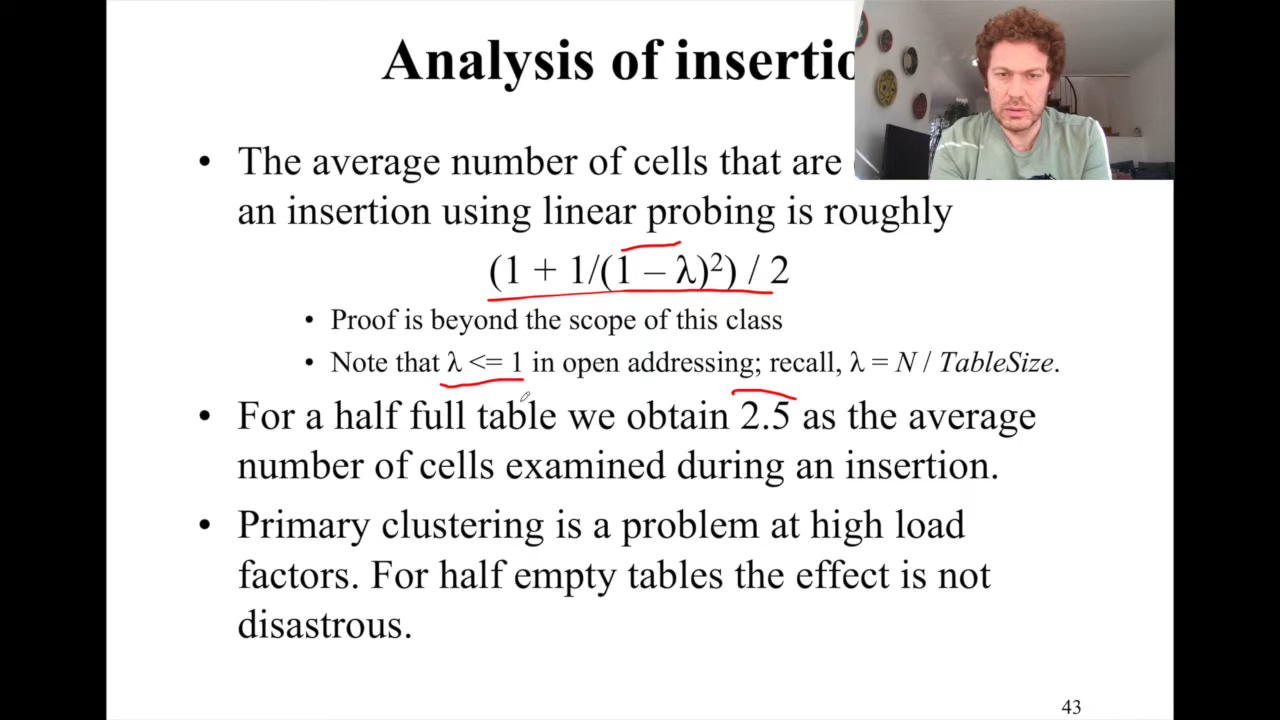 Analysis of insertio
• The average number of cells that are
an insertion using linear probing is roughly
(1 + 1/(1 – λ)²) / 2
• Proof is beyond the scope of this class
• Note that λ <= 1 in open addressing; recall, λ = N / TableSize.
• For a half full table we obtain 2.5 as the average
number of cells examined during an insertion.
• Primary clustering is a problem at high load
factors. For half empty tables the effect is not
disastrous.
43